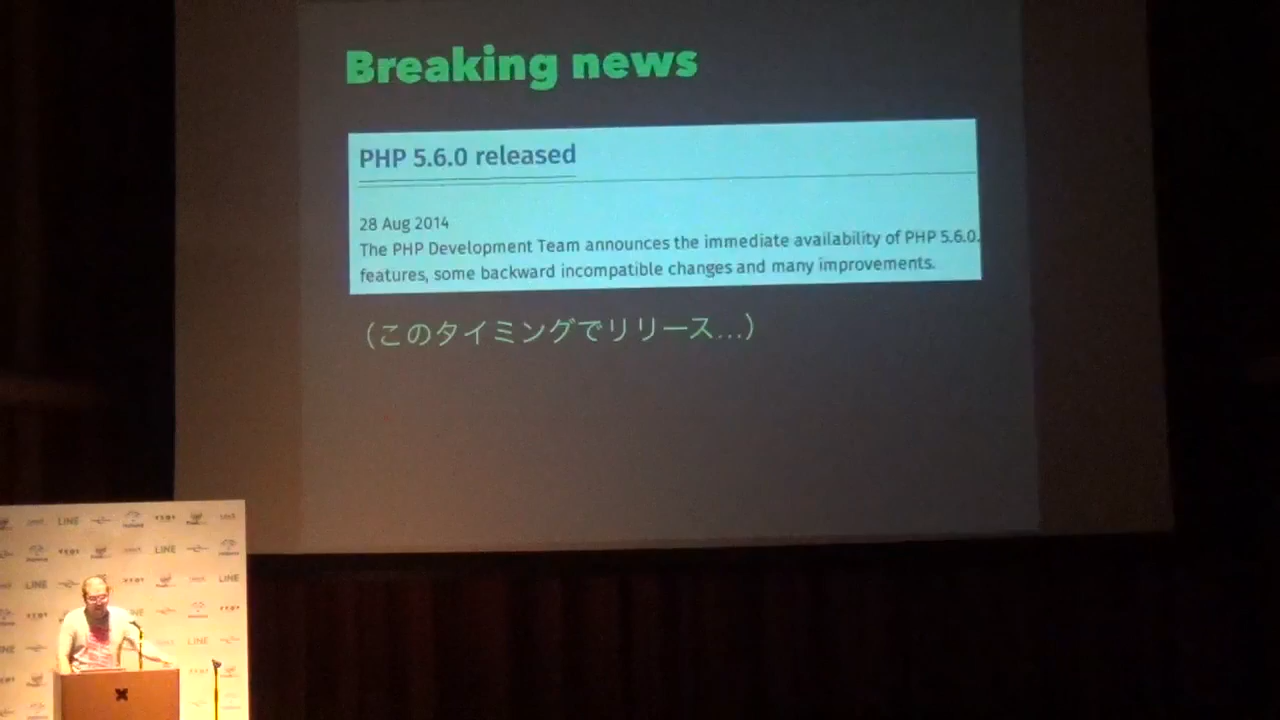 Breaking news
PHP 5.6.0 released
28 Aug 2014
The PHP Development Team announces the immediate availability of PHP 5.6.0.
features, some backward incompatible changes and many improvements.
(このタイミングでリリース...)
LINE
LINE
LINE
LINE
LINE